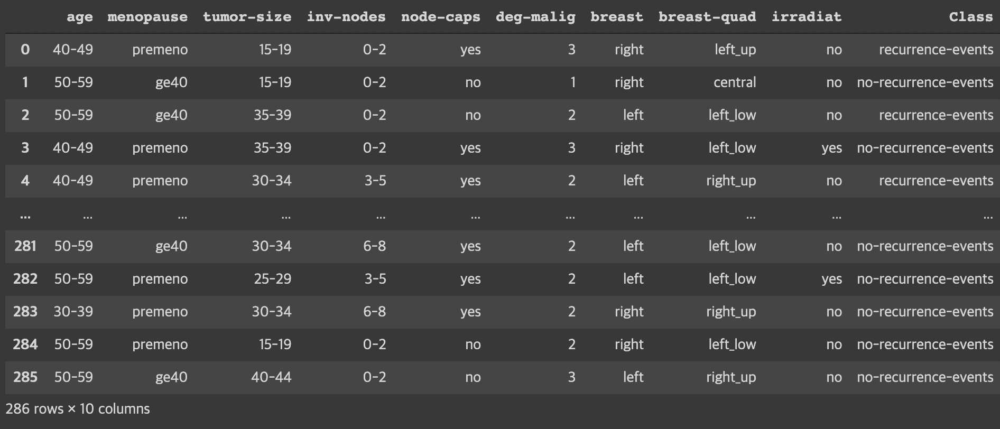 age menopause tumor-size inv-nodes node-caps deg-malig breast breast-quad irradiat Class
0 40-49 premeno 15-19 0-2 yes 3 right left_up no recurrence-events
1 50-59 ge40 15-19 0-2 no 1 right central no no-recurrence-events
2 50-59 ge40 35-39 0-2 no 2 left left_low no recurrence-events
3 40-49 premeno 35-39 0-2 yes 3 right left_low yes no-recurrence-events
4 40-49 premeno 30-34 3-5 yes 2 left right_up no recurrence-events
... ... ... ... ... ... ... ... ... ... ...
281 50-59 ge40 30-34 6-8 yes 2 left left_low no no-recurrence-events
282 50-59 premeno 25-29 3-5 yes 2 left left_low yes no-recurrence-events
283 30-39 premeno 30-34 6-8 yes 2 right right_up no no-recurrence-events
284 50-59 premeno 15-19 0-2 no 2 right left_low no no-recurrence-events
285 50-59 ge40 40-44 0-2 no 3 left right_up no no-recurrence-events
286 rows × 10 columns